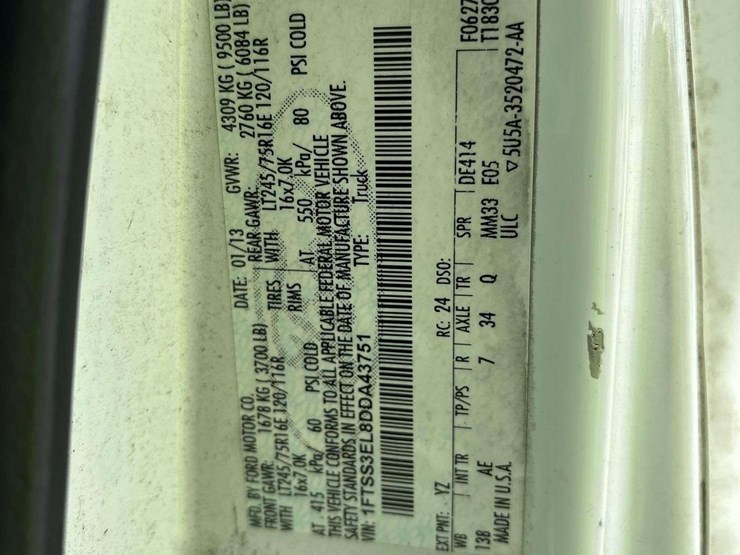 MFD. BY FORD MOTOR CO.
DATE: 01/13 GVWR: 4309 KG ( 9500 LB)
FRONT GAWR: 1678 KG ( 3700 LB) REAR GAWR: 2760 KG ( 6084 LB)
WITH LT245/75R16E 120/116R TIRES WITH LT245/75R16E 120/116R
16x7.0K RIMS 16x7.0K
AT 415 kPa/ 60 PSI COLD AT 550 kPa/ 80 PSI COLD
THIS VEHICLE CONFORMS TO ALL APPLICABLE FEDERAL MOTOR VEHICLE
SAFETY STANDARDS IN EFFECT ON THE DATE OF MANUFACTURE SHOWN ABOVE.
VIN: 1FTSS3EL8DDA43751 TYPE: Truck
F0627
T1830
EXT PNT: YZ RC: 24 DSO:
WB INT TR TP/PS R AXLE TR SPR DE414
138 AE 7 34 Q MM33 E05
MADE IN U.S.A. ULC ▽5U5A-3520472-AA